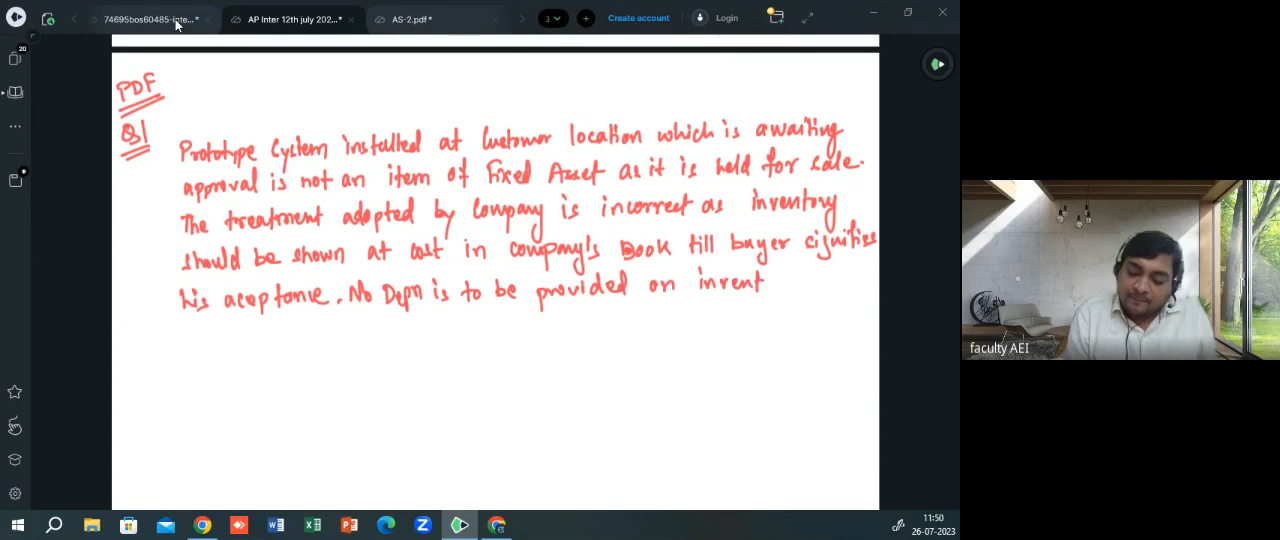 74695bos60485-inte...*
AP Inter 12th july 202...*
AS-2.pdf*
3
Create account
Login
20
PDF
Q1
Prototype System installed at Customer location which is awaiting
approval is not an item of Fixed Asset as it is held for sale.
The treatment adopted by Company is incorrect as inventory
should be shown at cost in company's Book till buyer signifies
his aceptance. No Depn is to be provided on invent
faculty AEI
11:50
26-07-2023